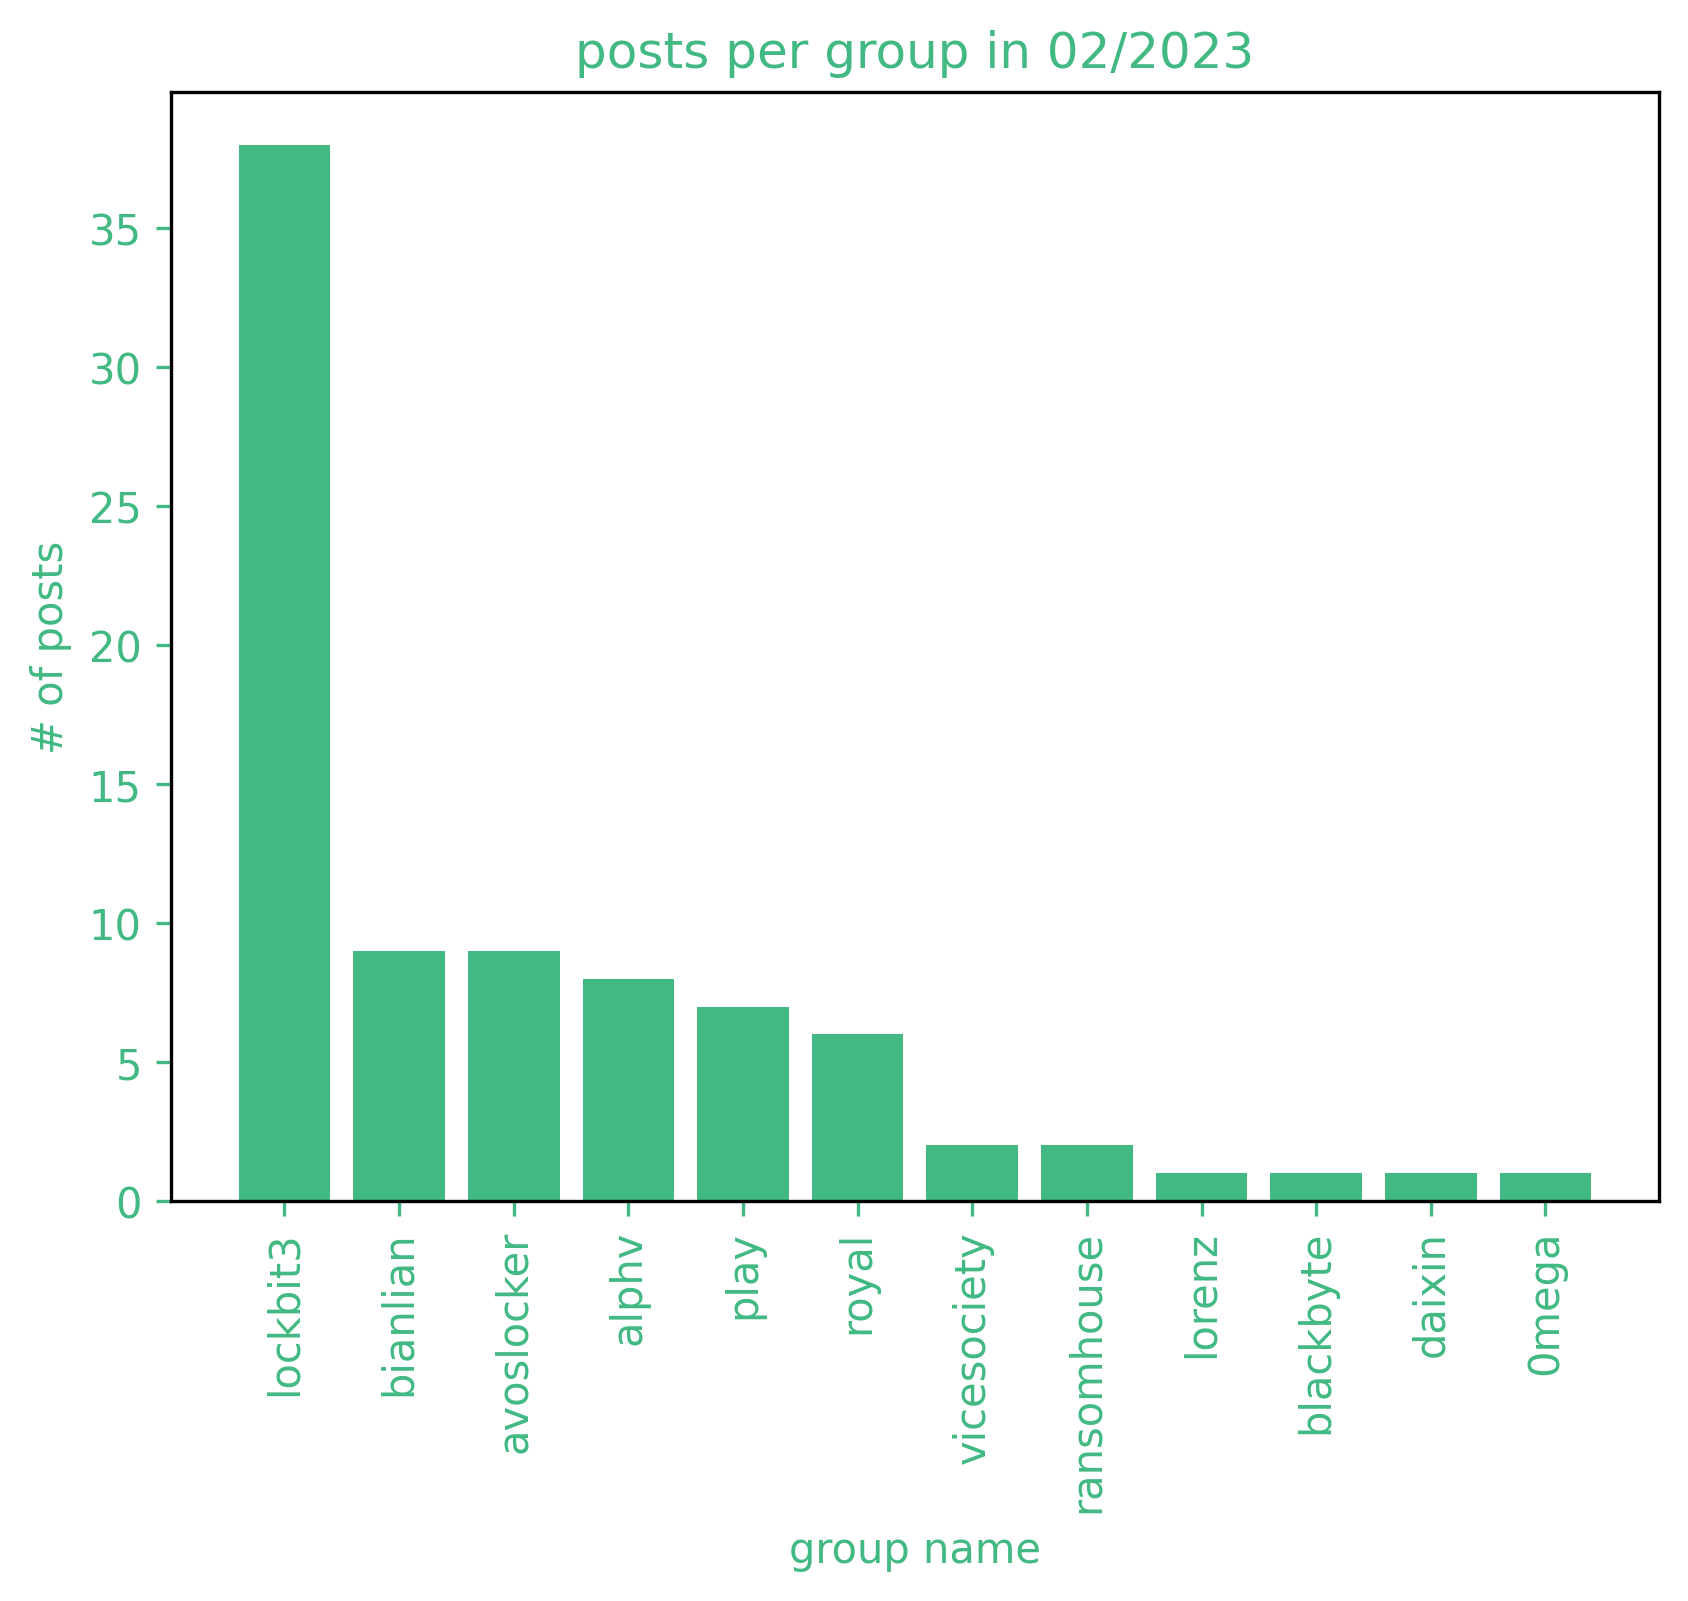 posts per group in 02/2023
# of posts
35
30
25
20
15
10
5
0
lockbit3
bianlian
avoslocker
alphv
play
royal
vicesociety
ransomhouse
lorenz
blackbyte
daixin
0mega
group name